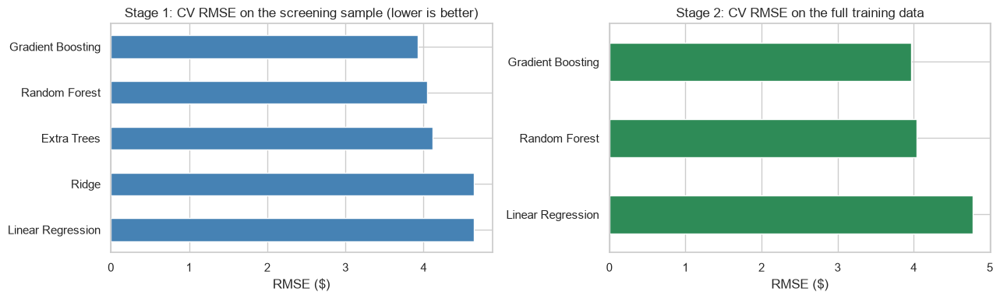 Stage 1: CV RMSE on the screening sample (lower is better)
Gradient Boosting
Random Forest
Extra Trees
Ridge
Linear Regression
0 1 2 3 4
RMSE ($)
Stage 2: CV RMSE on the full training data
Gradient Boosting
Random Forest
Linear Regression
0 1 2 3 4 5
RMSE ($)